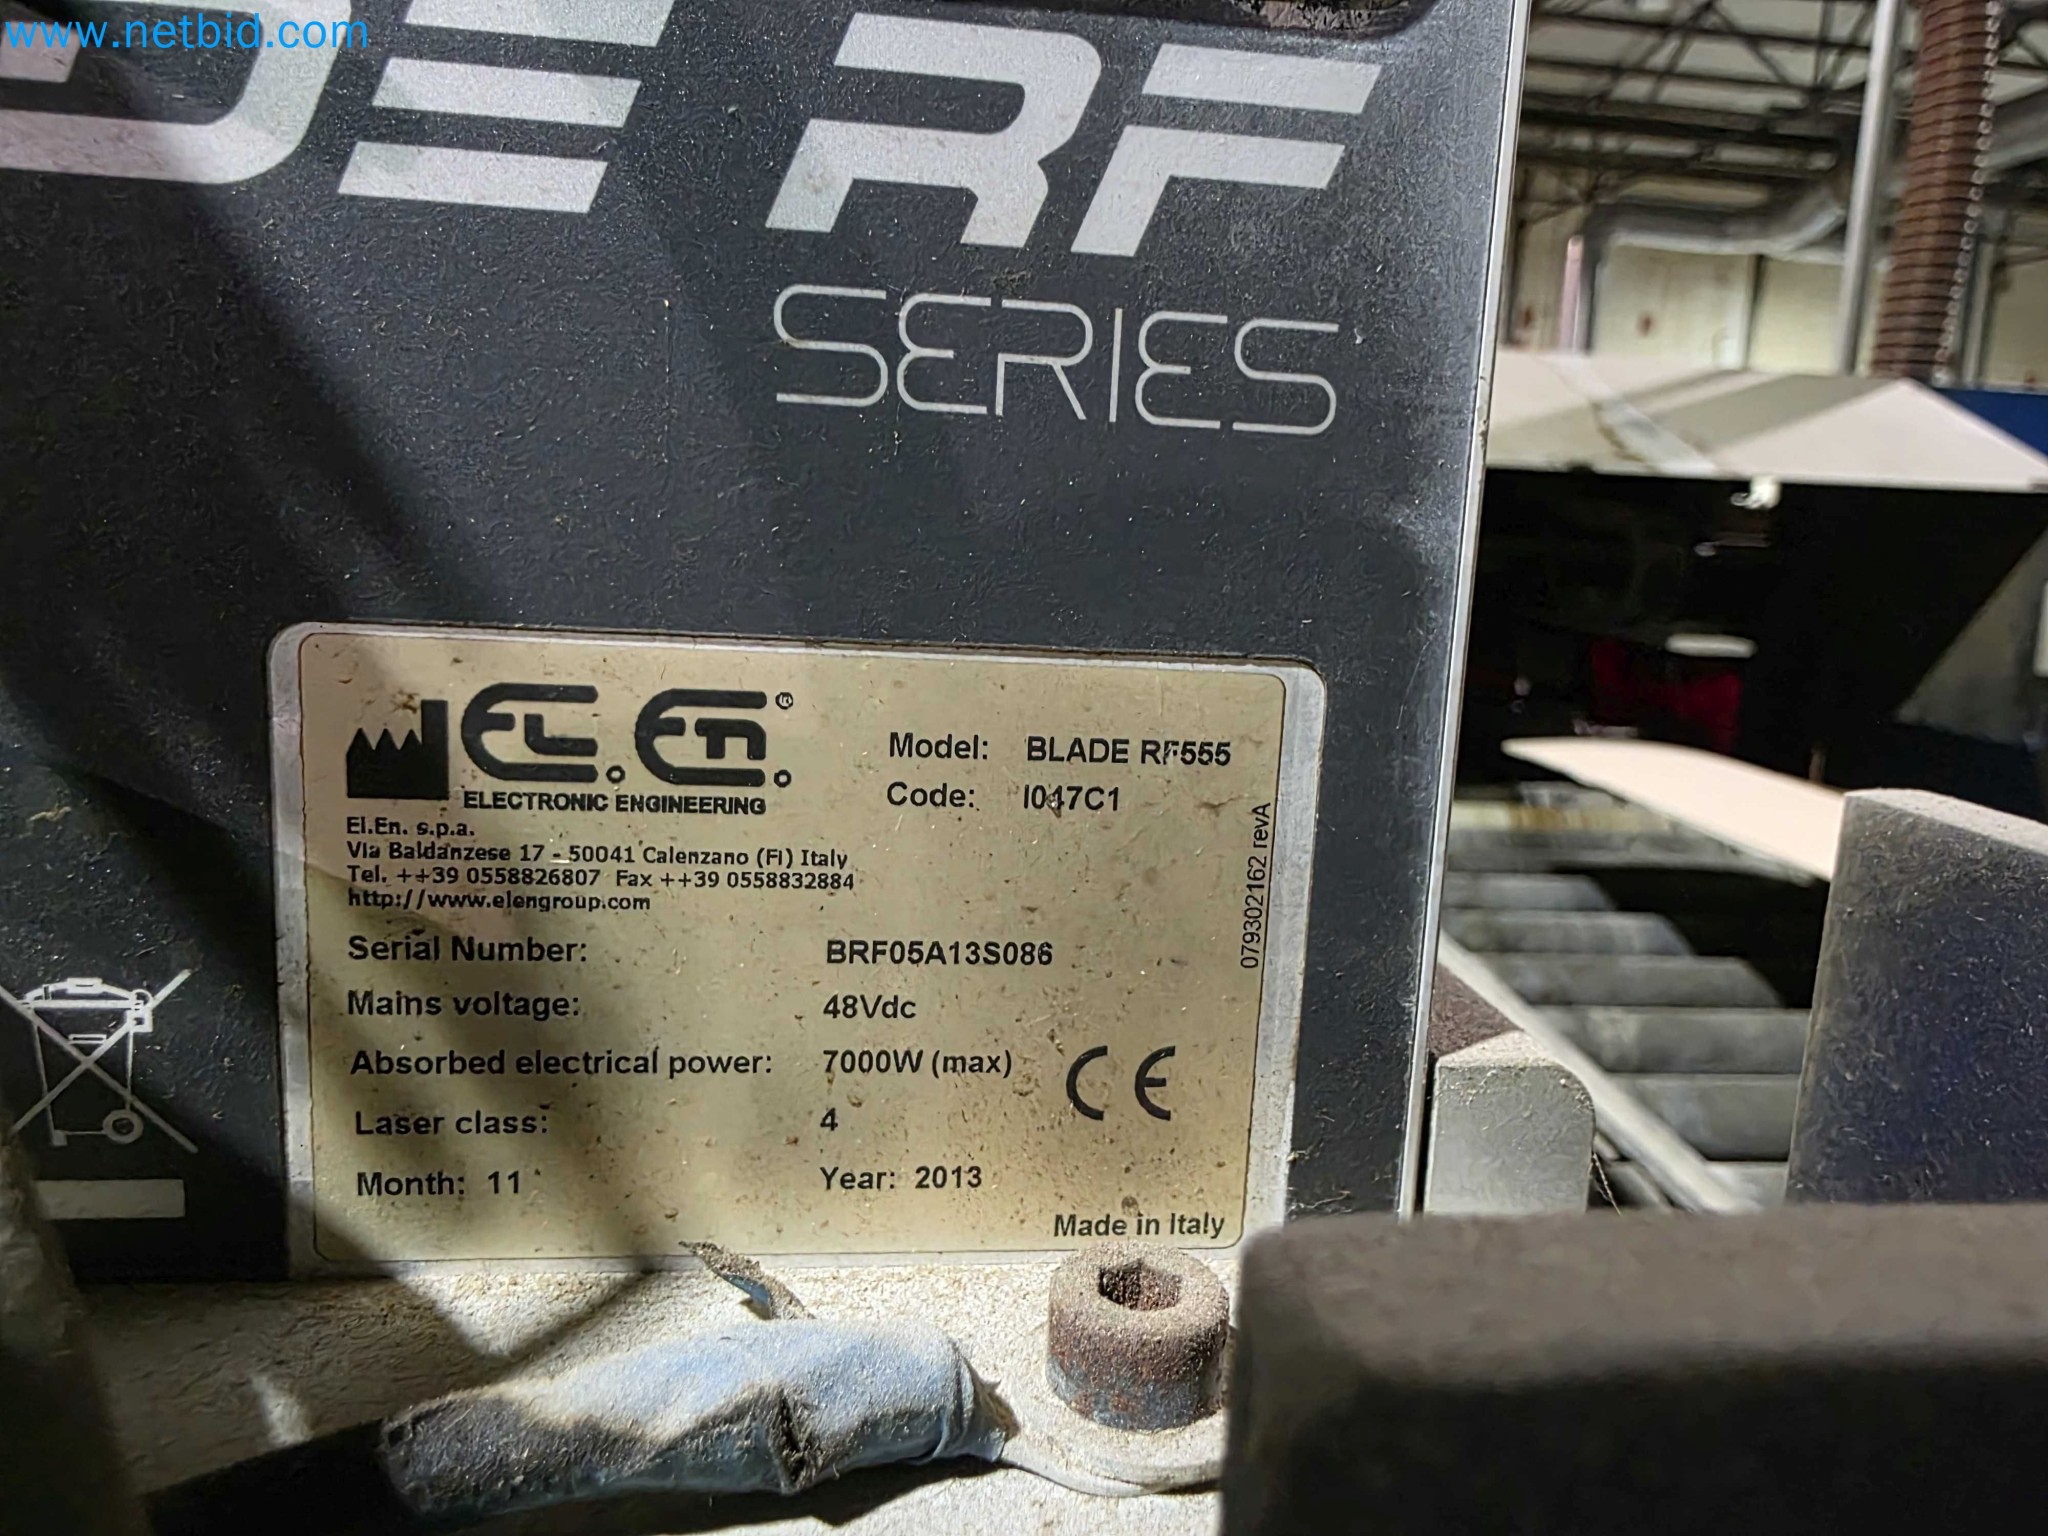 www.netbid.com
DE RF
SERIES
EL.En.®
ELECTRONIC ENGINEERING
El.En. s.p.a.
Via Baldanzese 17 - 50041 Calenzano (FI) Italy
Tel. ++39 0558826807 Fax ++39 0558832884
http://www.elengroup.com
Model: BLADE RF555
Code: I047C1
079302162 revA
Serial Number: BRF05A13S086
Mains voltage: 48Vdc
Absorbed electrical power: 7000W (max)
CE
Laser class: 4
Month: 11 Year: 2013
Made in Italy